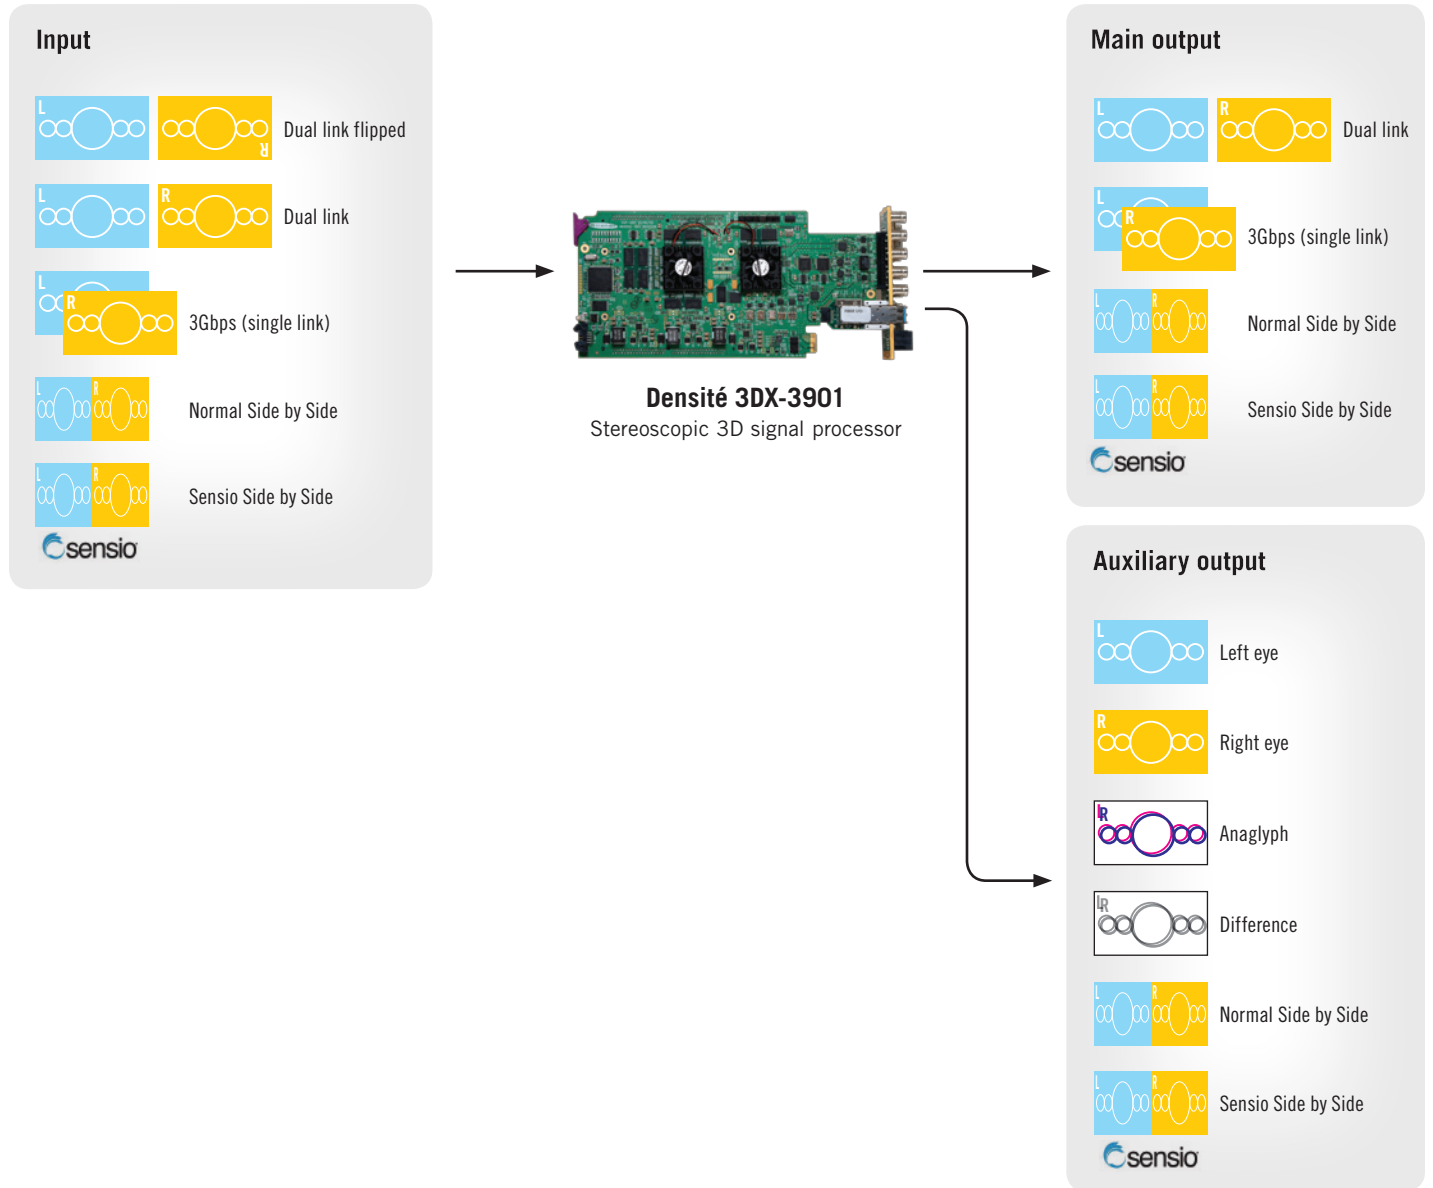 Input
L
R
Dual link flipped
L
R
Dual link
L
R
3Gbps (single link)
L
R
Normal Side by Side
L
R
Sensio Side by Side
sensio
Densité 3DX-3901
Stereoscopic 3D signal processor
Main output
L
R
Dual link
L
R
3Gbps (single link)
L
R
Normal Side by Side
L
R
Sensio Side by Side
sensio
Auxiliary output
L
Left eye
R
Right eye
LR
Anaglyph
LR
Difference
L
R
Normal Side by Side
L
R
Sensio Side by Side
sensio